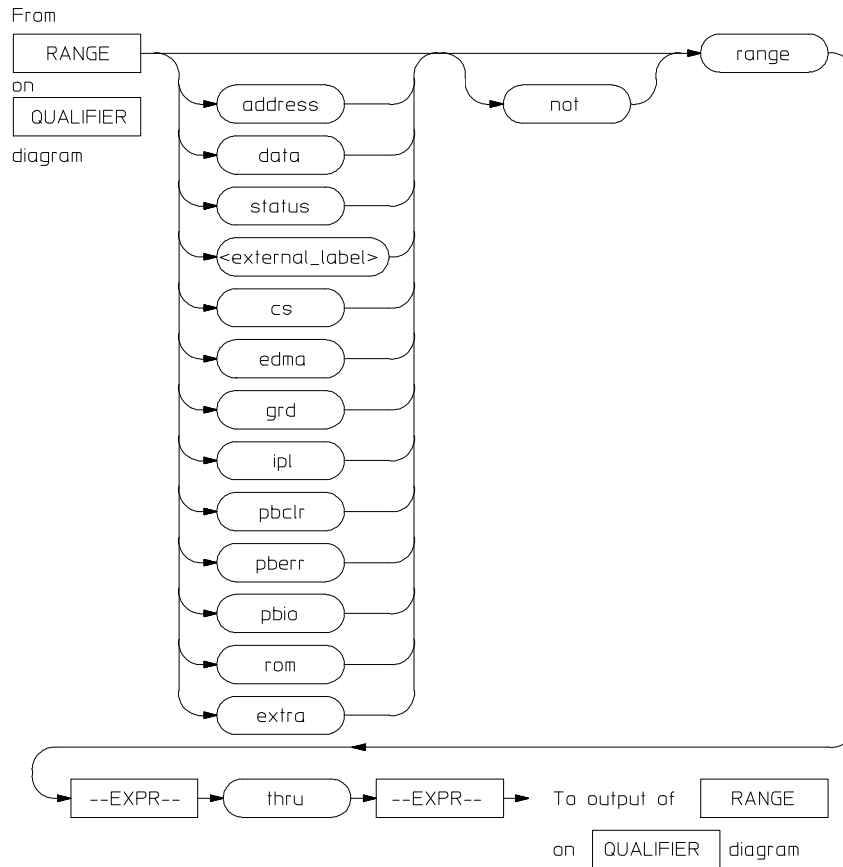 From
RANGE
on
QUALIFIER
diagram
range
not
address
data
status
<external_label>
cs
edma
grd
ipl
pbclr
pberr
pbio
rom
extra
--EXPR-- thru --EXPR-- To output of RANGE
on QUALIFIER diagram